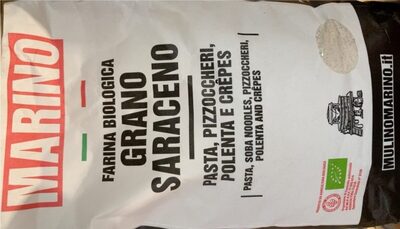 MARINO
FARINA BIOLOGICA
GRANO
SARACENO
PASTA, PIZZOCCHERI,
POLENTA E CRÊPES
PASTA, SOBA NOODLES, PIZZOCCHERI,
POLENTA AND CRÊPES
MULINOMARINO.it